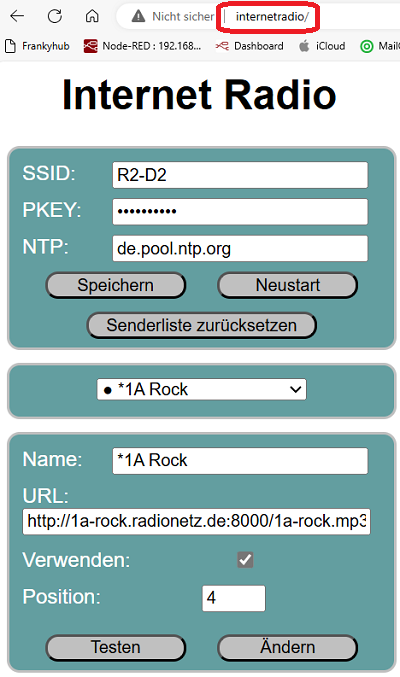 Nicht sicher internetradio/
Frankyhub Node-RED : 192.168... Dashboard iCloud MailC
Internet Radio
SSID: R2-D2
PKEY: ••••••••••
NTP: de.pool.ntp.org
Speichern Neustart
Senderliste zurücksetzen
● *1A Rock
Name: *1A Rock
URL:
http://1a-rock.radionetz.de:8000/1a-rock.mp3
Verwenden:
Position: 4
Testen Ändern